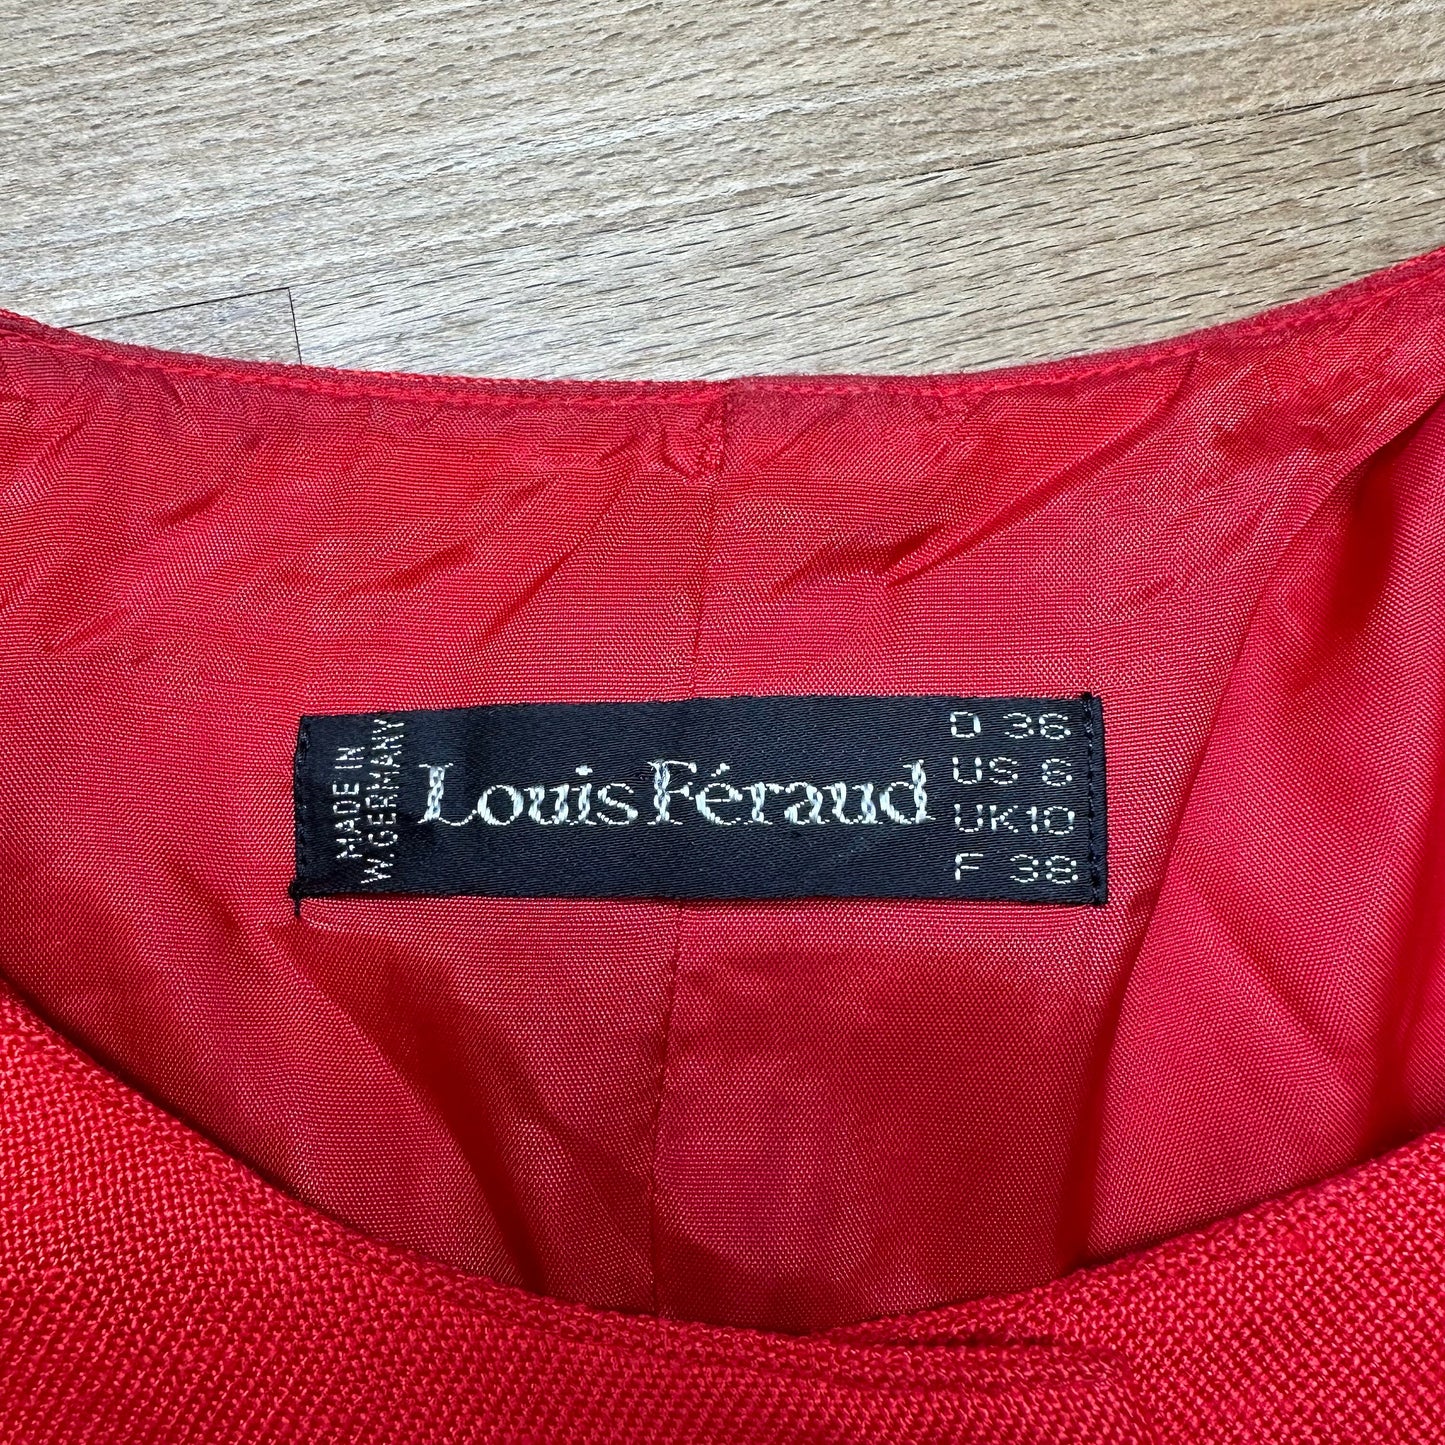 MADE IN
W.GERMANY
Louis Féraud
D 36
US 6
UK 10
F 38